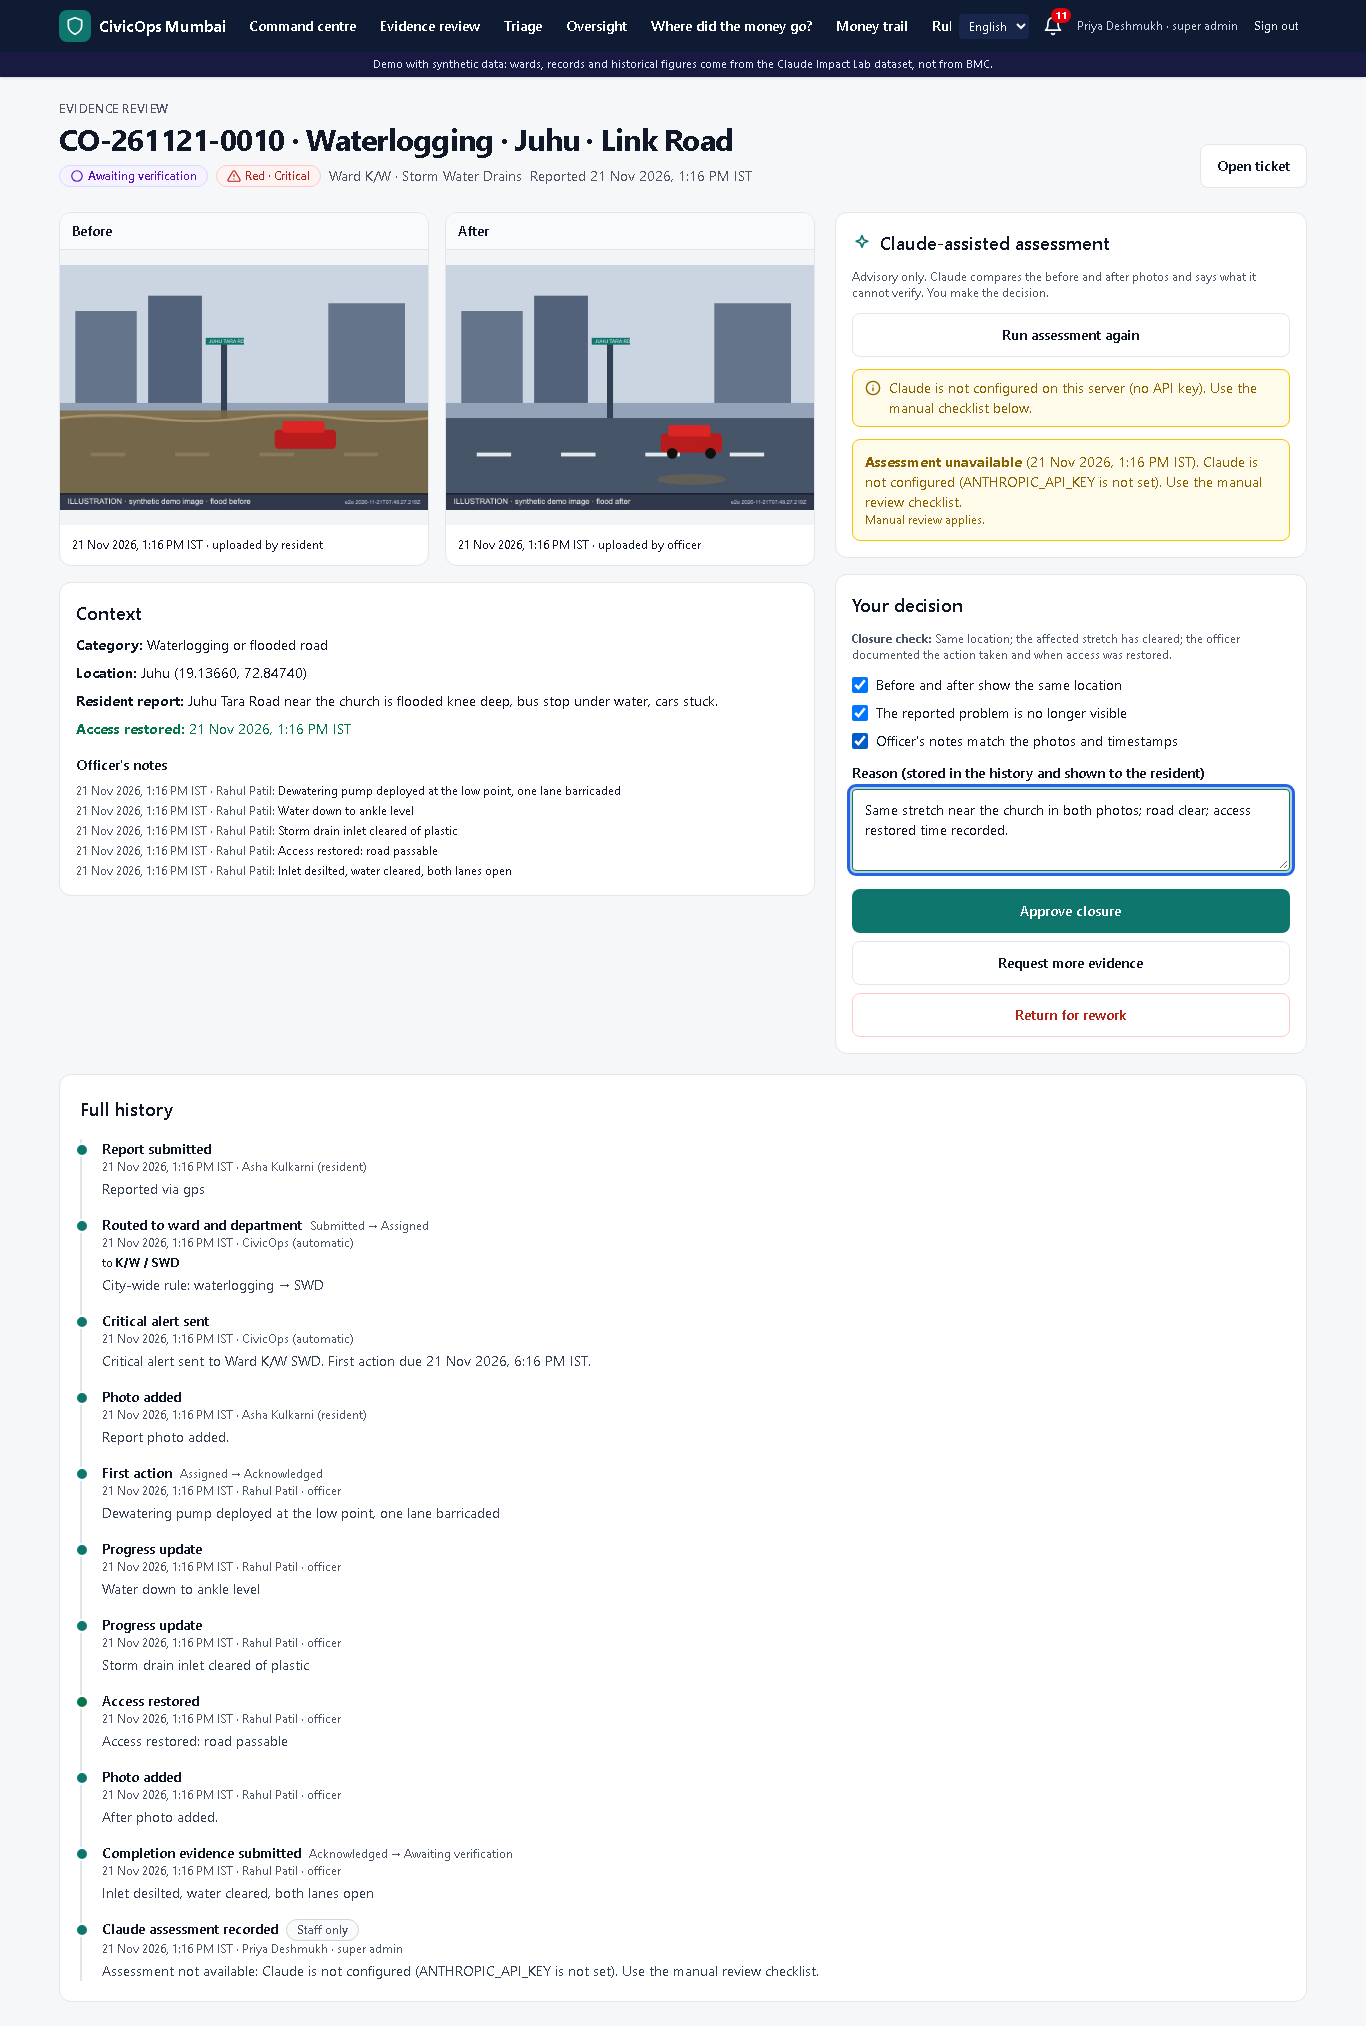 CivicOps Mumbai
Command centre
Evidence review
Triage
Oversight
Where did the money go?
Money trail
Rul
English
11
Priya Deshmukh · super admin
Sign out
Demo with synthetic data: wards, records and historical figures come from the Claude Impact Lab dataset, not from BMC.
EVIDENCE REVIEW
CO-261121-0010 · Waterlogging · Juhu · Link Road
Awaiting verification
Red · Critical
Ward K/W · Storm Water Drains Reported 21 Nov 2026, 1:16 PM IST
Open ticket
Before
JUHU TARA RD
ILLUSTRATION · synthetic demo image · flood before
21 Nov 2026, 1:16 PM IST · uploaded by resident
After
JUHU TARA RD
ILLUSTRATION · synthetic demo image · flood after
21 Nov 2026, 1:16 PM IST · uploaded by officer
Context
Category: Waterlogging or flooded road
Location: Juhu (19.13660, 72.84740)
Resident report: Juhu Tara Road near the church is flooded knee deep, bus stop under water, cars stuck.
Access restored: 21 Nov 2026, 1:16 PM IST
Officer's notes
21 Nov 2026, 1:16 PM IST · Rahul Patil: Dewatering pump deployed at the low point, one lane barricaded
21 Nov 2026, 1:16 PM IST · Rahul Patil: Water down to ankle level
21 Nov 2026, 1:16 PM IST · Rahul Patil: Storm drain inlet cleared of plastic
21 Nov 2026, 1:16 PM IST · Rahul Patil: Access restored: road passable
21 Nov 2026, 1:16 PM IST · Rahul Patil: Inlet desilted, water cleared, both lanes open
Claude-assisted assessment
Advisory only. Claude compares the before and after photos and says what it
cannot verify. You make the decision.
Run assessment again
Claude is not configured on this server (no API key). Use the
manual checklist below.
Assessment unavailable (21 Nov 2026, 1:16 PM IST). Claude is
not configured (ANTHROPIC_API_KEY is not set). Use the manual
review checklist.
Manual review applies.
Your decision
Closure check: Same location; the affected stretch has cleared; the officer
documented the action taken and when access was restored.
Before and after show the same location
The reported problem is no longer visible
Officer's notes match the photos and timestamps
Reason (stored in the history and shown to the resident)
Same stretch near the church in both photos; road clear; access
restored time recorded.
Approve closure
Request more evidence
Return for rework
Full history
Report submitted
21 Nov 2026, 1:16 PM IST · Asha Kulkarni (resident)
Reported via gps
Routed to ward and department Submitted → Assigned
21 Nov 2026, 1:16 PM IST · CivicOps (automatic)
to K/W / SWD
City-wide rule: waterlogging → SWD
Critical alert sent
21 Nov 2026, 1:16 PM IST · CivicOps (automatic)
Critical alert sent to Ward K/W SWD. First action due 21 Nov 2026, 6:16 PM IST.
Photo added
21 Nov 2026, 1:16 PM IST · Asha Kulkarni (resident)
Report photo added.
First action Assigned → Acknowledged
21 Nov 2026, 1:16 PM IST · Rahul Patil · officer
Dewatering pump deployed at the low point, one lane barricaded
Progress update
21 Nov 2026, 1:16 PM IST · Rahul Patil · officer
Water down to ankle level
Progress update
21 Nov 2026, 1:16 PM IST · Rahul Patil · officer
Storm drain inlet cleared of plastic
Access restored
21 Nov 2026, 1:16 PM IST · Rahul Patil · officer
Access restored: road passable
Photo added
21 Nov 2026, 1:16 PM IST · Rahul Patil · officer
After photo added.
Completion evidence submitted Acknowledged → Awaiting verification
21 Nov 2026, 1:16 PM IST · Rahul Patil · officer
Inlet desilted, water cleared, both lanes open
Claude assessment recorded Staff only
21 Nov 2026, 1:16 PM IST · Priya Deshmukh · super admin
Assessment not available: Claude is not configured (ANTHROPIC_API_KEY is not set). Use the manual review checklist.